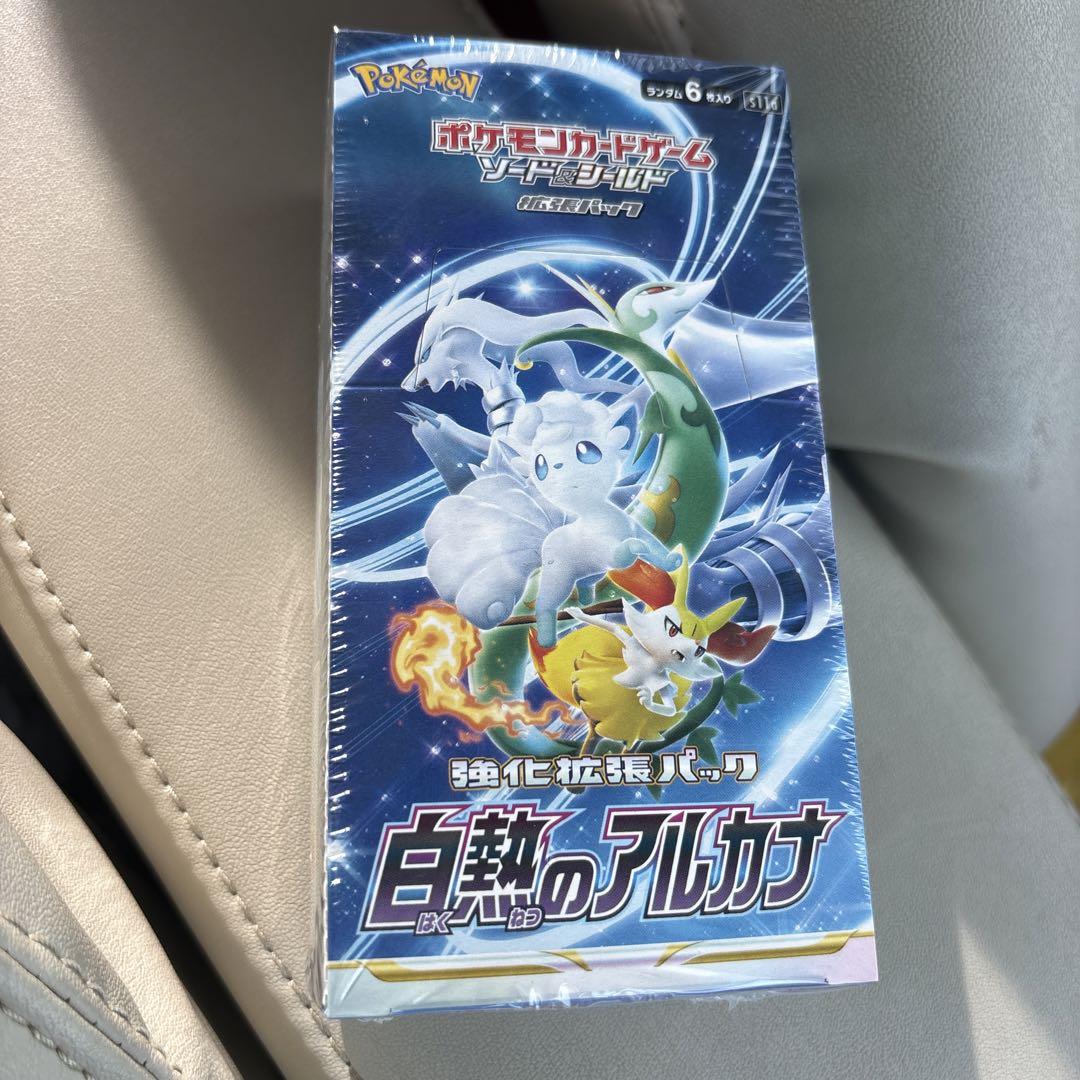 POKéMON
ランダム6枚入り s11a
ポケモンカードゲーム
ソード&シールド
拡張パック
強化拡張パック
白熱のアルカナ
はく ねつ